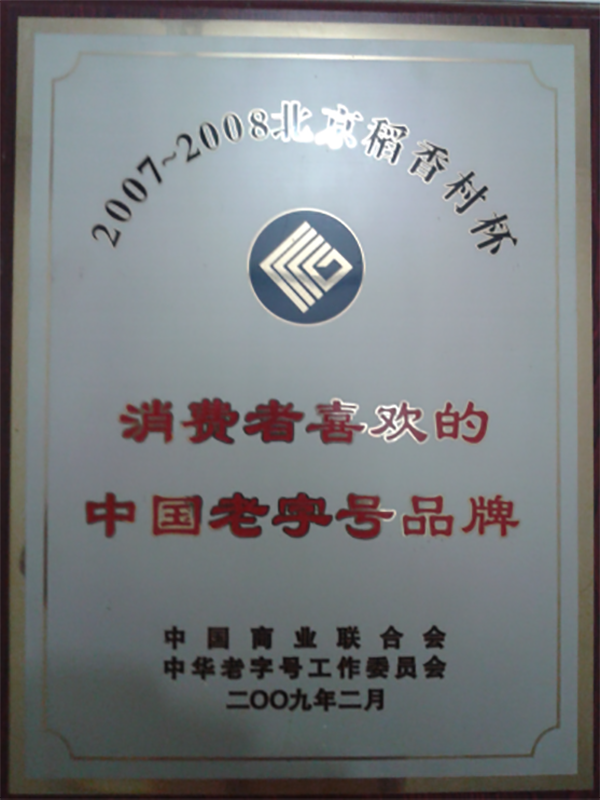 2007~2008北京稻香村杯
消费者喜欢的
中国老字号品牌
中国商业联合会
中华老字号工作委员会
二〇〇九年二月